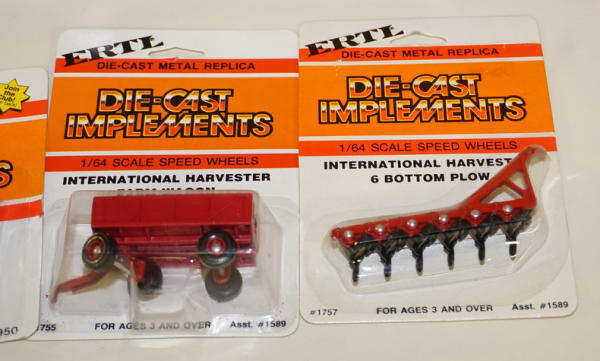 Join
the
Club!
S
950
ERTL
DIE-CAST METAL REPLICA
DIE-CAST
IMPLEMENTS
1/64 SCALE SPEED WHEELS
INTERNATIONAL HARVESTER
FARM WAGON
755
FOR AGES 3 AND OVER Asst. #1589
ERTL
DIE-CAST METAL REPLICA
DIE-CAST
IMPLEMENTS
1/64 SCALE SPEED WHEELS
INTERNATIONAL HARVEST
6 BOTTOM PLOW
#1757 FOR AGES 3 AND OVER Asst. #1589